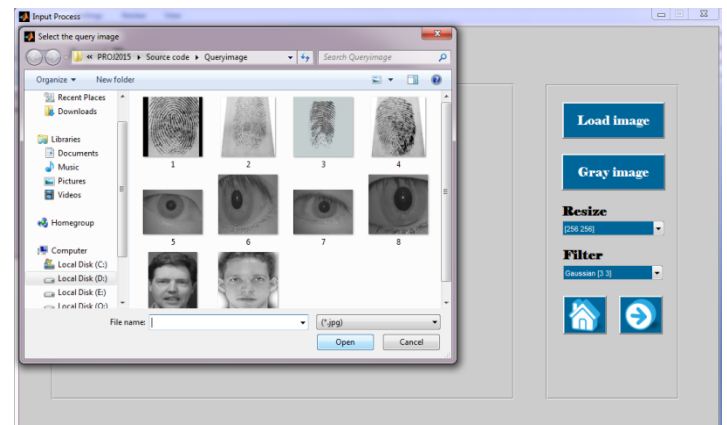 Input Process
Select the query image
« PROJ2015 ▸ Source code ▸ Queryimage
Search Queryimage
Organize
New folder
Recent Places
Downloads
Libraries
Documents
Music
Pictures
Videos
Homegroup
Computer
Local Disk (C:)
Local Disk (D:)
Local Disk (E:)
Local Disk (O:)
1 2 3 4
5 6 7 8
File name:
(*.jpg)
Open Cancel
Load image
Gray image
Resize
[256 256]
Filter
Gaussian [3 3]